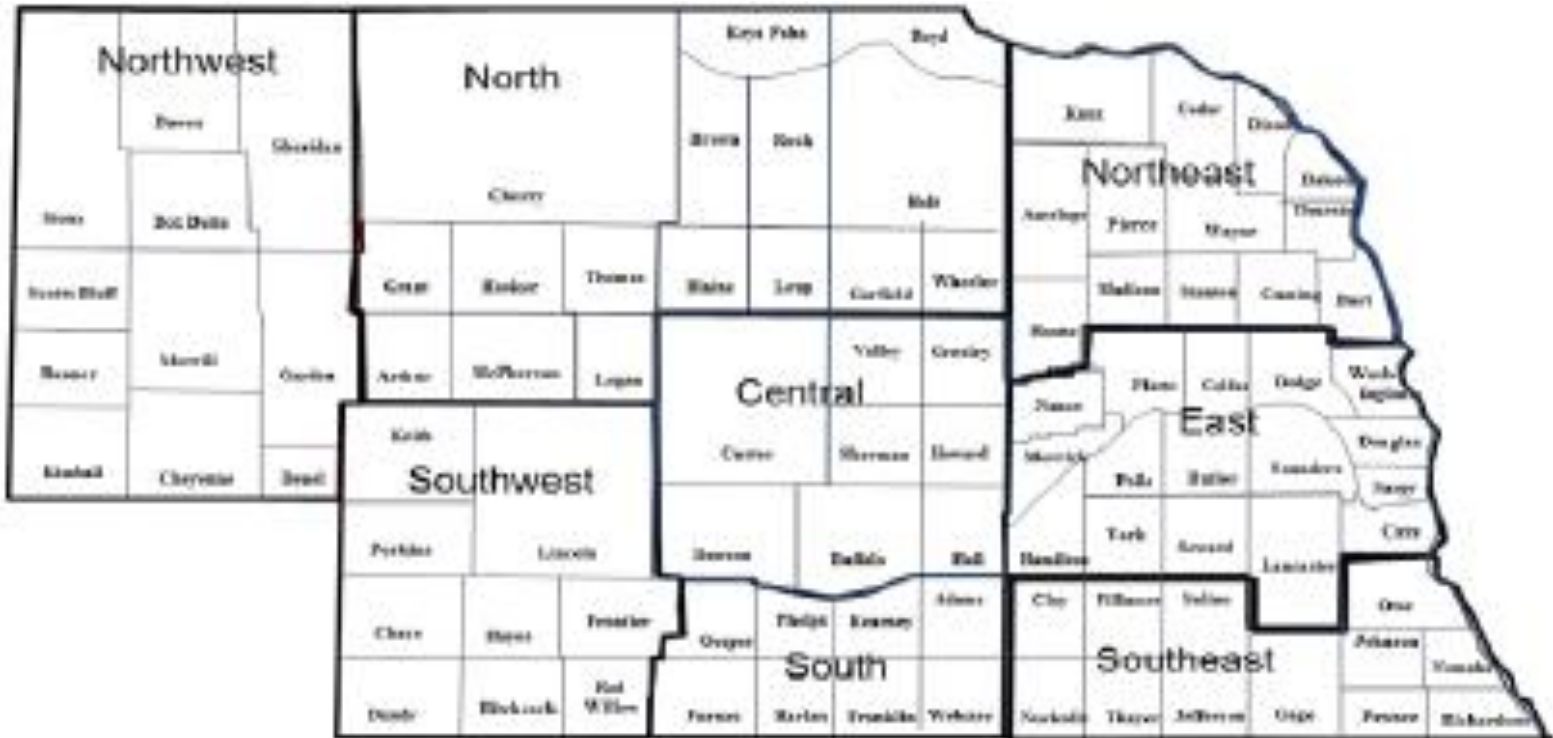 Northwest
North
Keya Paha
Boyd
Knox
Cedar
Dixon
Dawes
Sheridan
Brown
Rock
Northeast
Dakota
Sioux
Box Butte
Cherry
Holt
Antelope
Pierce
Wayne
Thurston
Scotts Bluff
Grant
Hooker
Thomas
Blaine
Loup
Garfield
Wheeler
Madison
Stanton
Cuming
Burt
Boone
Banner
Morrill
Garden
Arthur
McPherson
Logan
Valley
Greeley
Central
Nance
Platte
Colfax
Dodge
Wash-
ington
East
Keith
Custer
Sherman
Howard
Merrick
Polk
Butler
Saunders
Douglas
Sarpy
Kimball
Cheyenne
Deuel
Southwest
Perkins
Lincoln
Dawson
Buffalo
Hall
Hamilton
York
Seward
Lancaster
Cass
Chase
Hayes
Frontier
Gosper
Phelps
Kearney
Adams
Clay
Fillmore
Saline
Otoe
South
Southeast
Johnson
Nemaha
Dundy
Hitchcock
Red
Willow
Furnas
Harlan
Franklin
Webster
Nuckolls
Thayer
Jefferson
Gage
Pawnee
Richardson